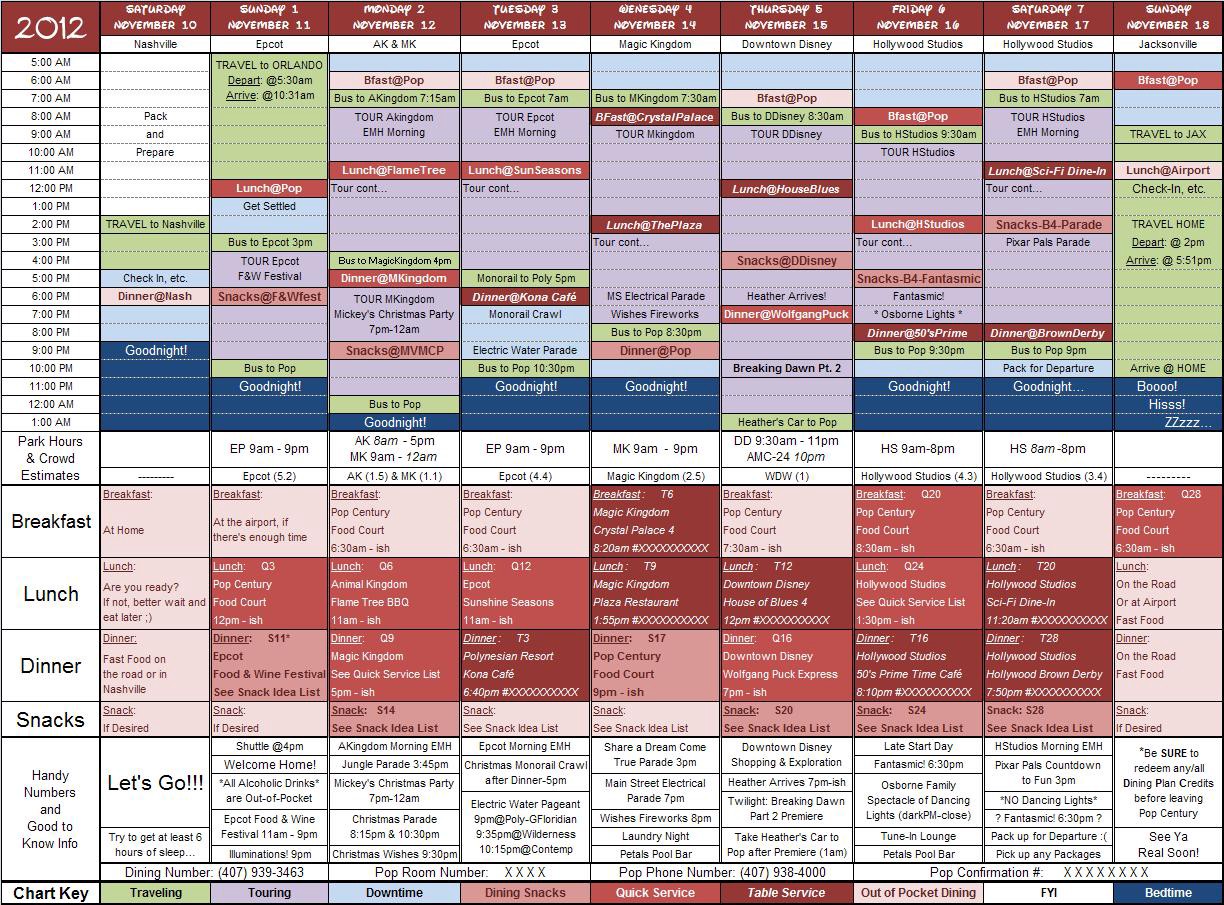 2012
SATURDAY NOVEMBER 10
SUNDAY 1 NOVEMBER 11
MONDAY 2 NOVEMBER 12
TUESDAY 3 NOVEMBER 13
WENESDAY 4 NOVEMBER 14
THURSDAY 5 NOVEMBER 15
FRIDAY 6 NOVEMBER 16
SATURDAY 7 NOVEMBER 17
SUNDAY NOVEMBER 18
Nashville Epcot AK & MK Epcot Magic Kingdom Downtown Disney Hollywood Studios Hollywood Studios Jacksonville
5:00 AM TRAVEL to ORLANDO
6:00 AM Depart: @5:30am Bfast@Pop Bfast@Pop Bfast@Pop Bfast@Pop
7:00 AM Arrive: @10:31am Bus to AKingdom 7:15am Bus to Epcot 7am Bus to MKingdom 7:30am Bfast@Pop Bus to HStudios 7am
8:00 AM Pack TOUR Akingdom TOUR Epcot BFast@CrystalPalace Bus to DDisney 8:30am Bfast@Pop TOUR HStudios
9:00 AM and EMH Morning EMH Morning TOUR Mkingdom TOUR DDisney Bus to HStudios 9:30am EMH Morning TRAVEL to JAX
10:00 AM Prepare TOUR HStudios
11:00 AM Lunch@FlameTree Lunch@SunSeasons Lunch@Sci-Fi Dine-In Lunch@Airport
12:00 PM Lunch@Pop Tour cont... Tour cont... Lunch@HouseBlues Tour cont... Check-In, etc.
1:00 PM Get Settled
2:00 PM TRAVEL to Nashville Lunch@ThePlaza Lunch@HStudios Snacks-B4-Parade TRAVEL HOME
3:00 PM Bus to Epcot 3pm Tour cont... Tour cont... Pixar Pals Parade Depart: @ 2pm
4:00 PM TOUR Epcot Bus to MagicKingdom 4pm Snacks@DDisney Arrive: @ 5:51pm
5:00 PM Check In, etc. F&W Festival Dinner@MKingdom Monorail to Poly 5pm Snacks-B4-Fantasmic
6:00 PM Dinner@Nash Snacks@F&Wfest TOUR MKingdom Dinner@Kona Café MS Electrical Parade Heather Arrives! Fantasmic!
7:00 PM Mickey's Christmas Party Monorail Crawl Wishes Fireworks Dinner@WolfgangPuck * Osborne Lights *
8:00 PM 7pm-12am Bus to Pop 8:30pm Dinner@50'sPrime Dinner@BrownDerby
9:00 PM Goodnight! Snacks@MVMCP Electric Water Parade Dinner@Pop Bus to Pop 9:30pm Bus to Pop 9pm
10:00 PM Bus to Pop Bus to Pop 10:30pm Breaking Dawn Pt. 2 Pack for Departure Arrive @ HOME
11:00 PM Goodnight! Goodnight! Goodnight! Goodnight! Goodnight... Boooo!
12:00 AM Bus to Pop Hisss!
1:00 AM Goodnight! Heather's Car to Pop ZZzzz...
Park Hours & Crowd Estimates
EP 9am - 9pm
AK 8am - 5pm
MK 9am - 12am
EP 9am - 9pm
MK 9am - 9pm
DD 9:30am - 11pm
AMC-24 10pm
HS 9am-8pm
HS 8am-8pm
--------- Epcot (5.2) AK (1.5) & MK (1.1) Epcot (4.4) Magic Kingdom (2.5) WDW (1) Hollywood Studios (4.3) Hollywood Studios (3.4) ---------
Breakfast
Breakfast:
At Home
Breakfast:
At the airport, if
there's enough time
Breakfast:
Pop Century
Food Court
6:30am - ish
Breakfast:
Pop Century
Food Court
6:30am - ish
Breakfast: T6
Magic Kingdom
Crystal Palace 4
8:20am #XXXXXXXXXX
Breakfast:
Pop Century
Food Court
7:30am - ish
Breakfast: Q20
Pop Century
Food Court
8:30am - ish
Breakfast:
Pop Century
Food Court
6:30am - ish
Breakfast: Q28
Pop Century
Food Court
6:30am - ish
Lunch
Lunch:
Are you ready?
If not, better wait and
eat later ;)
Lunch: Q3
Pop Century
Food Court
12pm - ish
Lunch: Q6
Animal Kingdom
Flame Tree BBQ
11am - ish
Lunch: Q12
Epcot
Sunshine Seasons
11am - ish
Lunch: T9
Magic Kingdom
Plaza Restaurant
1:55pm #XXXXXXXXXX
Lunch: T12
Downtown Disney
House of Blues 4
12pm #XXXXXXXXXX
Lunch: Q24
Hollywood Studios
See Quick Service List
1:30pm - ish
Lunch: T20
Hollywood Studios
Sci-Fi Dine-In
11:20am #XXXXXXXXXX
Lunch:
On the Road
Or at Airport
Fast Food
Dinner
Dinner:
Fast Food on
the road or in
Nashville
Dinner: S11*
Epcot
Food & Wine Festival
See Snack Idea List
Dinner: Q9
Magic Kingdom
See Quick Service List
5pm - ish
Dinner: T3
Polynesian Resort
Kona Café
6:40pm #XXXXXXXXXX
Dinner: S17
Pop Century
Food Court
9pm - ish
Dinner: Q16
Downtown Disney
Wolfgang Puck Express
7pm - ish
Dinner: T16
Hollywood Studios
50's Prime Time Café
8:10pm #XXXXXXXXXX
Dinner: T28
Hollywood Studios
Hollywood Brown Derby
7:50pm #XXXXXXXXXX
Dinner:
On the Road
Fast Food
Snacks
Snack:
If Desired
Snack:
If Desired
Snack: S14
See Snack Idea List
Snack:
See Snack Idea List
Snack:
See Snack Idea List
Snack: S20
See Snack Idea List
Snack: S24
See Snack Idea List
Snack: S28
See Snack Idea List
Snack:
If Desired
Handy
Numbers
and
Good to
Know Info
Let's Go!!!
Try to get at least 6
hours of sleep...
Shuttle @4pm
Welcome Home!
*All Alcoholic Drinks*
are Out-of-Pocket
Epcot Food & Wine
Festival 11am - 9pm
Illuminations! 9pm
AKingdom Morning EMH
Jungle Parade 3:45pm
Mickey's Christmas Party
7pm-12am
Christmas Parade
8:15pm & 10:30pm
Christmas Wishes 9:30pm
Epcot Morning EMH
Christmas Monorail Crawl
after Dinner-5pm
Electric Water Pageant
9pm@Poly-GFloridian
9:35pm@Wilderness
10:15pm@Contemp
Share a Dream Come
True Parade 3pm
Main Street Electrical
Parade 7pm
Wishes Fireworks 8pm
Laundry Night
Petals Pool Bar
Downtown Disney
Shopping & Exploration
Heather Arrives 7pm-ish
Twilight: Breaking Dawn
Part 2 Premiere
Take Heather's Car to
Pop after Premiere (1am)
Late Start Day
Fantasmic! 6:30pm
Osborne Family
Spectacle of Dancing
Lights (darkPM-close)
Tune-In Lounge
Petals Pool Bar
HStudios Morning EMH
Pixar Pals Countdown
to Fun 3pm
*NO Dancing Lights*
? Fantasmic! 6:30pm ?
Pack up for Departure :(
Pick up any Packages
*Be SURE to
redeem any/all
Dining Plan Credits
before leaving
Pop Century
See Ya
Real Soon!
Dining Number: (407) 939-3463 Pop Room Number: X X X X Pop Phone Number: (407) 938-4000 Pop Confirmation #: X X X X X X X X
Chart Key Traveling Touring Downtime Dining Snacks Quick Service Table Service Out of Pocket Dining FYI Bedtime